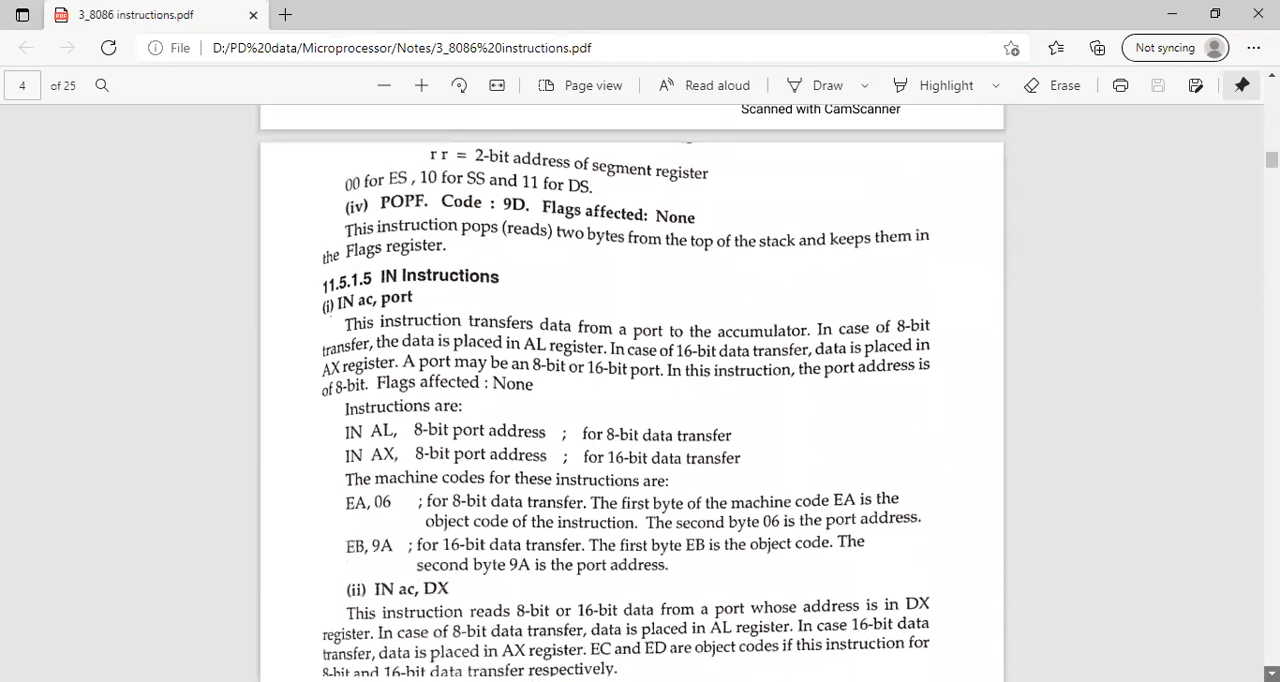 3_8086 instructions.pdf
File D:/PD%20data/Microprocessor/Notes/3_8086%20instructions.pdf Not syncing
4 of 25 Page view Read aloud Draw Highlight Erase
Scanned with CamScanner
r r = 2-bit address of segment register
00 for ES , 10 for SS and 11 for DS.
(iv) POPF. Code : 9D. Flags affected: None
This instruction pops (reads) two bytes from the top of the stack and keeps them in
the Flags register.
11.5.1.5 IN Instructions
(i) IN ac, port
This instruction transfers data from a port to the accumulator. In case of 8-bit
transfer, the data is placed in AL register. In case of 16-bit data transfer, data is placed in
AX register. A port may be an 8-bit or 16-bit port. In this instruction, the port address is
of 8-bit. Flags affected : None
Instructions are:
IN AL, 8-bit port address ; for 8-bit data transfer
IN AX, 8-bit port address ; for 16-bit data transfer
The machine codes for these instructions are:
EA, 06 ; for 8-bit data transfer. The first byte of the machine code EA is the
object code of the instruction. The second byte 06 is the port address.
EB, 9A ; for 16-bit data transfer. The first byte EB is the object code. The
second byte 9A is the port address.
(ii) IN ac, DX
This instruction reads 8-bit or 16-bit data from a port whose address is in DX
register. In case of 8-bit data transfer, data is placed in AL register. In case 16-bit data
transfer, data is placed in AX register. EC and ED are object codes if this instruction for
8-bit and 16-bit data transfer respectively.